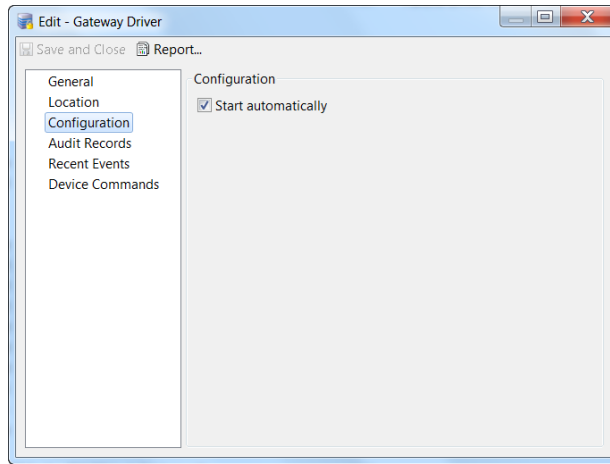 Edit - Gateway Driver
Save and Close Report...
General
Location
Configuration
Audit Records
Recent Events
Device Commands
Configuration
Start automatically